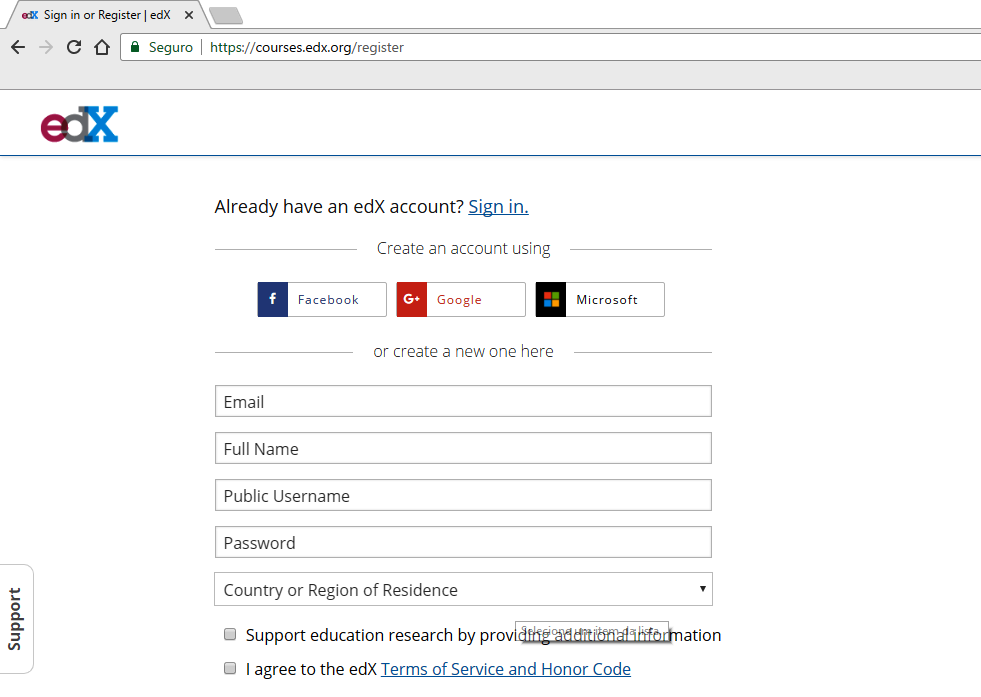 edX Sign in or Register | edX
Seguro https://courses.edx.org/register
edX
Already have an edX account? Sign in.
Create an account using
f Facebook
G+ Google
Microsoft
or create a new one here
Email
Full Name
Public Username
Password
Country or Region of Residence
Selecione um item da lista.
Support education research by providing additional information
I agree to the edX Terms of Service and Honor Code
Support